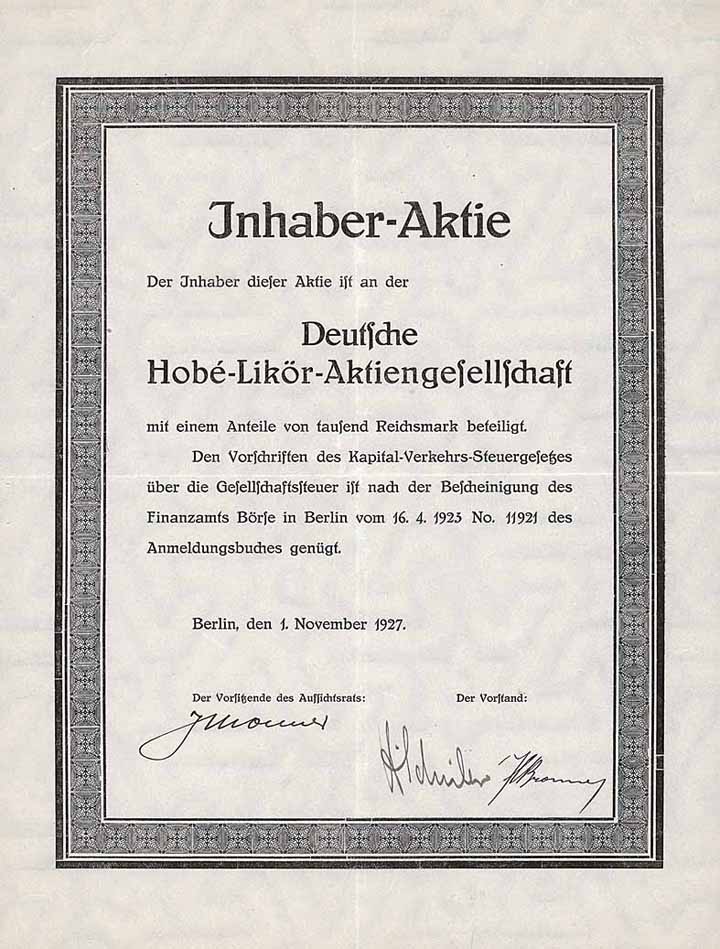 Inhaber-Aktie
Der Inhaber dieser Aktie ist an der
Deutsche
Hobé-Likör-Aktiengesellschaft
mit einem Anteile von tausend Reichsmark beteiligt.
Den Vorschriften des Kapital-Verkehrs-Steuergesetzes
über die Gesellschaftssteuer ist nach der Bescheinigung des
Finanzamts Börse in Berlin vom 16. 4. 1923 No. 11921 des
Anmeldungsbuches genügt.
Berlin, den 1. November 1927.
Der Vorsitzende des Aufsichtsrats: Der Vorstand: